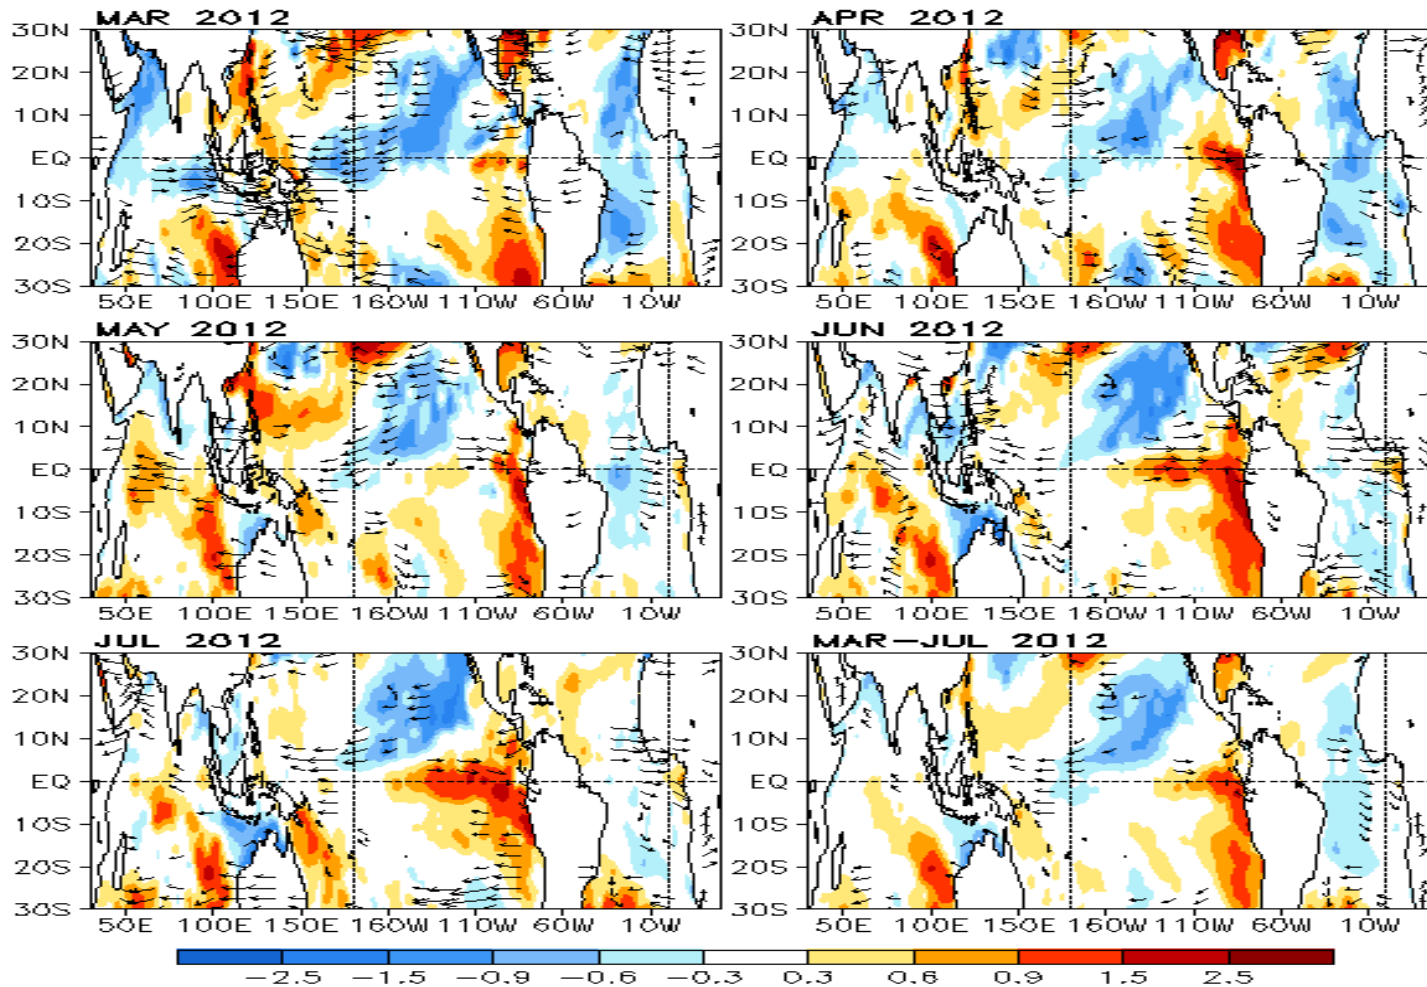 MAR 2012
APR 2012
30N
20N
10N
EQ
10S
20S
30S
50E 100E 150E 160W 110W 60W 10W
30N
20N
10N
EQ
10S
20S
30S
50E 100E 150E 160W 110W 60W 10W
MAY 2012
JUN 2012
30N
20N
10N
EQ
10S
20S
30S
50E 100E 150E 160W 110W 60W 10W
30N
20N
10N
EQ
10S
20S
30S
50E 100E 150E 160W 110W 60W 10W
JUL 2012
MAR-JUL 2012
30N
20N
10N
EQ
10S
20S
30S
50E 100E 150E 160W 110W 60W 10W
30N
20N
10N
EQ
10S
20S
30S
50E 100E 150E 160W 110W 60W 10W
-2.5 -1.5 -0.9 -0.6 -0.3 0.3 0.6 0.9 1.5 2.5